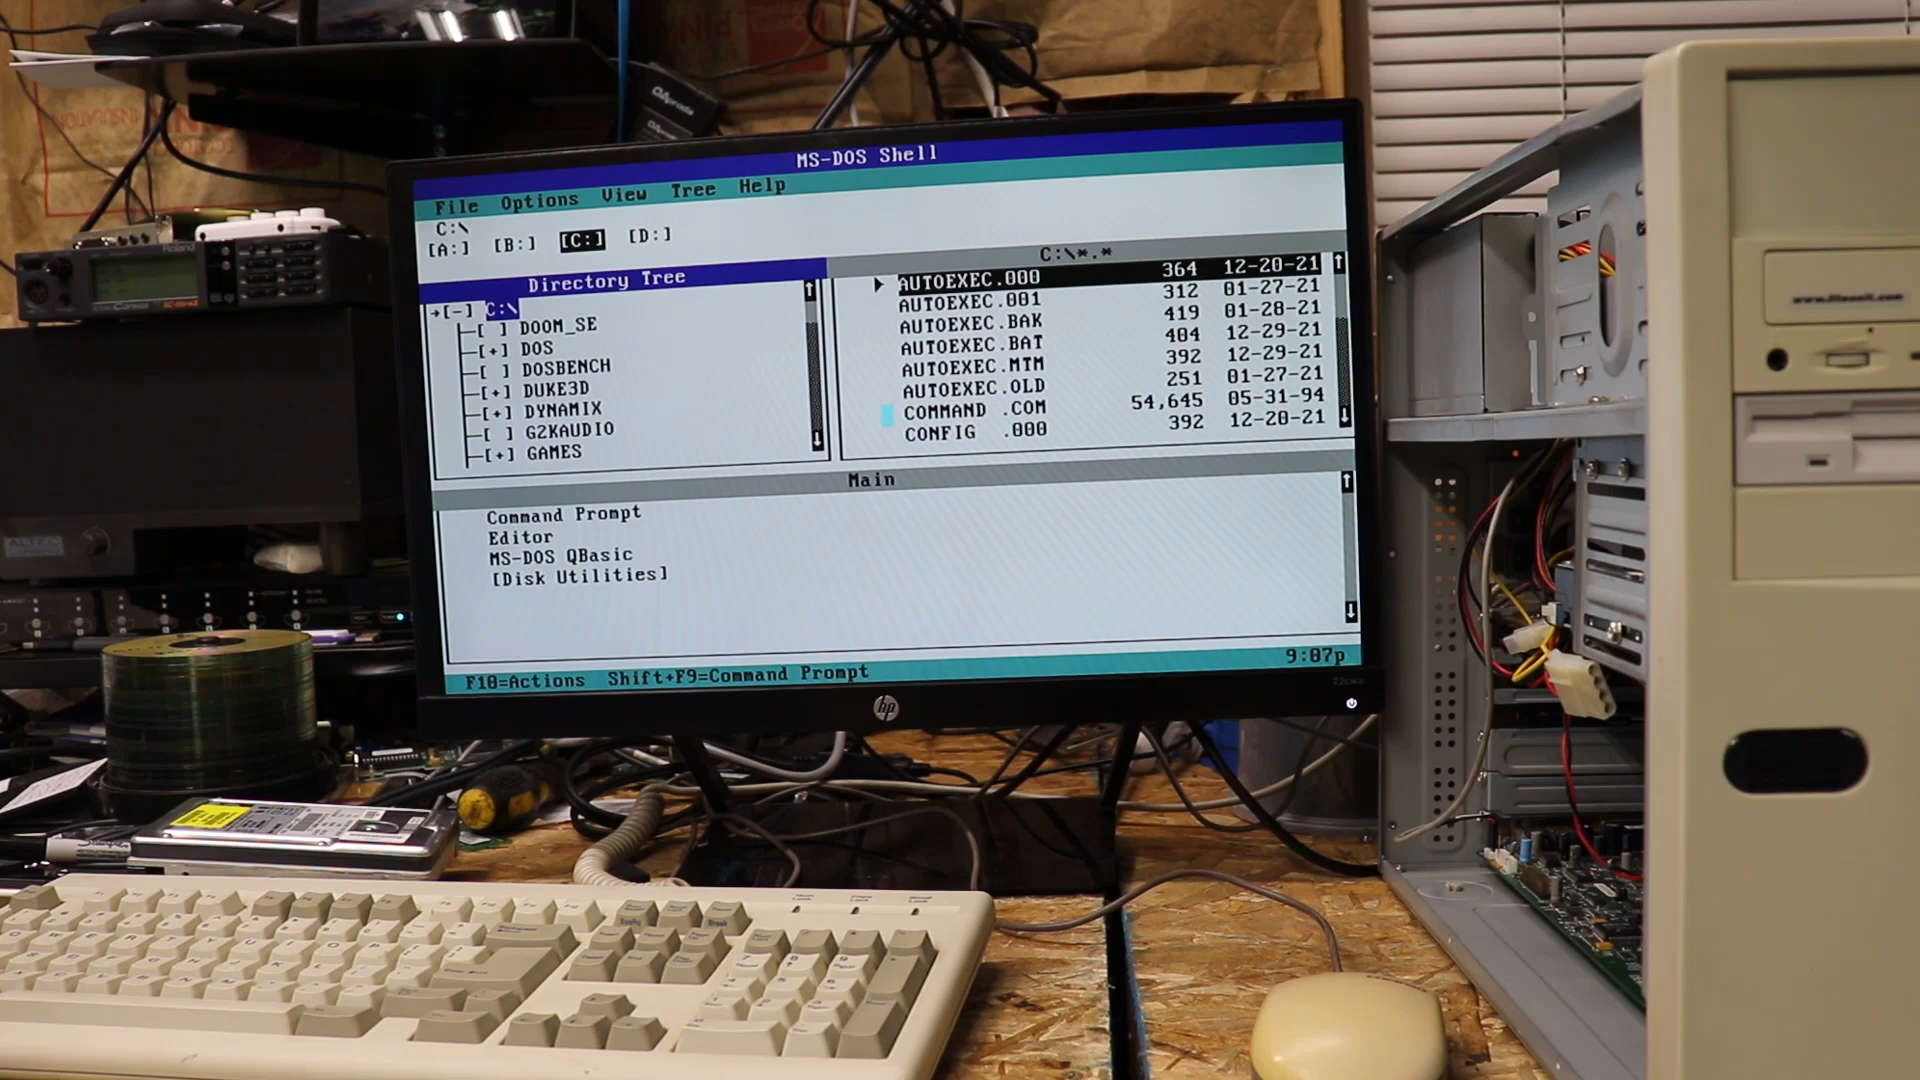 MS-DOS Shell
File Options View Tree Help
C:\
[A:] [B:] [C:] [D:]
Directory Tree
C:\*.*
[-] C:\
[ ] DOOM_SE
[+] DOS
[ ] DOSBENCH
[+] DUKE3D
[+] DYNAMIX
[ ] G2KAUDIO
[+] GAMES
AUTOEXEC.000 364 12-20-21
AUTOEXEC.001 312 01-27-21
AUTOEXEC.BAK 419 01-28-21
AUTOEXEC.BAT 404 12-29-21
AUTOEXEC.MTM 392 12-29-21
AUTOEXEC.OLD 251 01-27-21
COMMAND .COM 54,645 05-31-94
CONFIG .000 392 12-20-21
Main
Command Prompt
Editor
MS-DOS QBasic
[Disk Utilities]
F10=Actions Shift+F9=Command Prompt
9:07p
hp
Roland
ALTEC
PINK
INSULATION